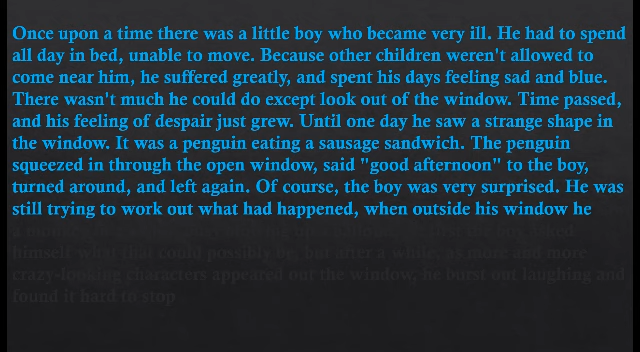 Once upon a time there was a little boy who became very ill. He had to spend
all day in bed, unable to move. Because other children weren't allowed to
come near him, he suffered greatly, and spent his days feeling sad and blue.
There wasn't much he could do except look out of the window. Time passed,
and his feeling of despair just grew. Until one day he saw a strange shape in
the window. It was a penguin eating a sausage sandwich. The penguin
squeezed in through the open window, said "good afternoon" to the boy,
turned around, and left again. Of course, the boy was very surprised. He was
still trying to work out what had happened, when outside his window he
himself what that could possibly be, but after a while, as more and more
crazy-looking characters appeared out the window, he burst out laughing and
found it hard to stop